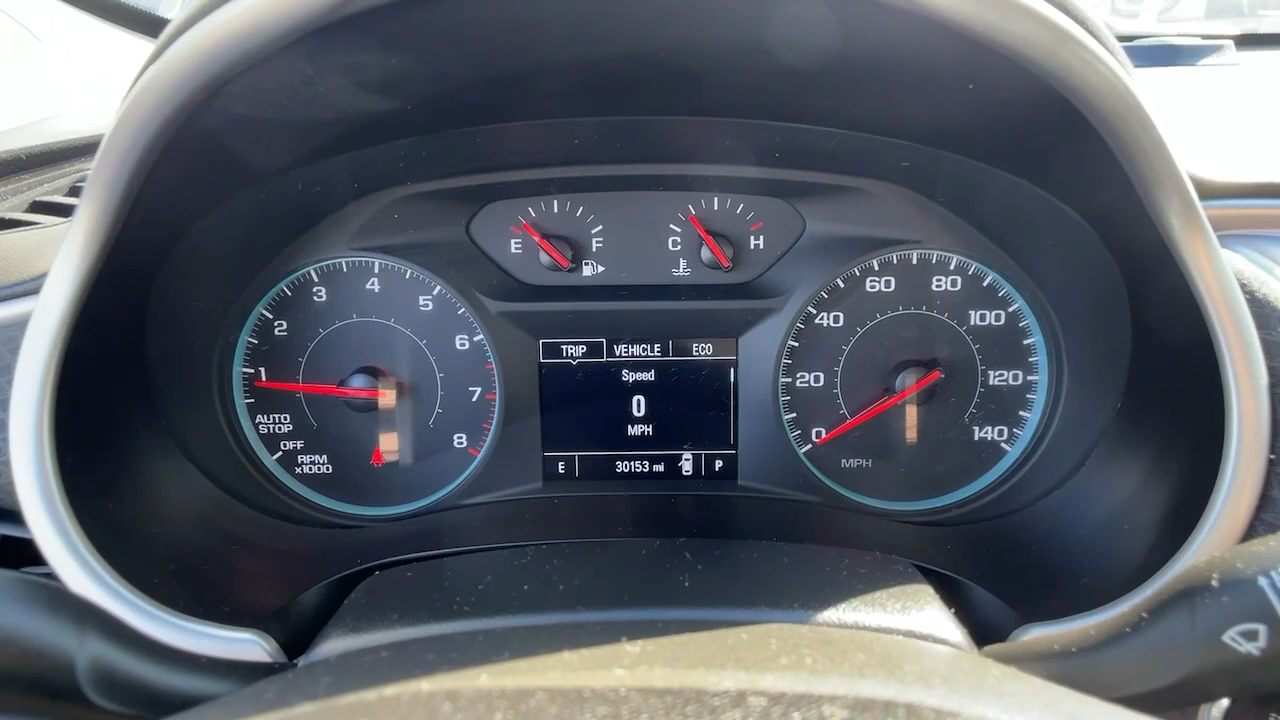 E F
C H
1
2
3
4
5
6
7
8
AUTO
STOP
OFF
RPM
x1000
TRIP VEHICLE ECO
Speed
0
MPH
E 30153 mi P
0
20
40
60
80
100
120
140
MPH